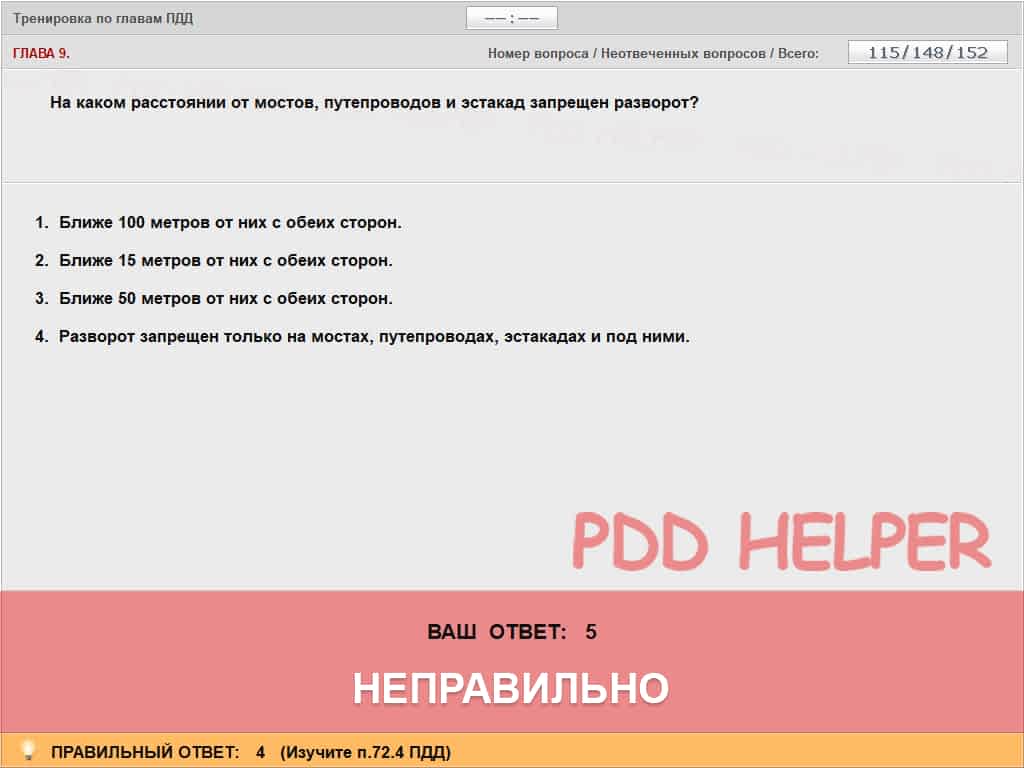 Тренировка по главам ПДД
—— : ——
ГЛАВА 9.
Номер вопроса / Неотвеченных вопросов / Всего:
115/148/152
На каком расстоянии от мостов, путепроводов и эстакад запрещен разворот?
1. Ближе 100 метров от них с обеих сторон.
2. Ближе 15 метров от них с обеих сторон.
3. Ближе 50 метров от них с обеих сторон.
4. Разворот запрещен только на мостах, путепроводах, эстакадах и под ними.
PDD HELPER
ВАШ ОТВЕТ: 5
НЕПРАВИЛЬНО
ПРАВИЛЬНЫЙ ОТВЕТ: 4 (Изучите п.72.4 ПДД)